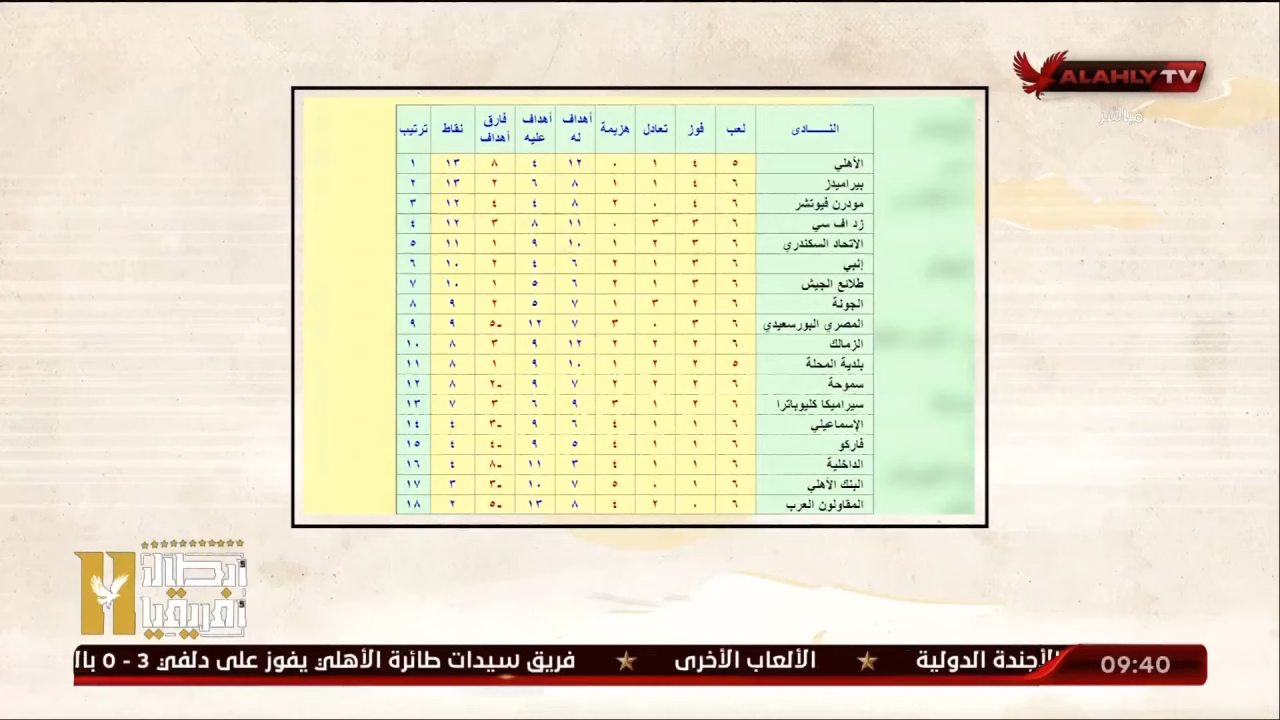 ALAHLY TV
مباشر
النـــــادى لعب فوز تعادل هزيمة أهداف له أهداف عليه فارق أهداف نقاط ترتيب
الأهلي ٥ ٤ ١ ٠ ١٢ ٤ ٨ ١٣ ١
بيراميدز ٦ ٤ ١ ١ ٨ ٦ ٢ ١٣ ٢
مودرن فيوتشر ٦ ٤ ٠ ٢ ٨ ٤ ٤ ١٢ ٣
زد اف سي ٦ ٣ ٣ ٠ ١١ ٨ ٣ ١٢ ٤
الاتحاد السكندري ٦ ٣ ٢ ١ ١٠ ٩ ١ ١١ ٥
إنبي ٦ ٣ ١ ٢ ٦ ٤ ٢ ١٠ ٦
طلائع الجيش ٦ ٣ ١ ٢ ٦ ٥ ١ ١٠ ٧
الجونة ٦ ٢ ٣ ١ ٧ ٥ ٢ ٩ ٨
المصري البورسعيدي ٦ ٣ ٠ ٣ ٧ ١٢ -٥ ٩ ٩
الزمالك ٦ ٢ ٢ ٢ ١٢ ٩ ٣ ٨ ١٠
بلدية المحلة ٥ ٢ ٢ ١ ١٠ ٩ ١ ٨ ١١
سموحة ٦ ٢ ٢ ٢ ٧ ٩ -٢ ٨ ١٢
سيراميكا كليوباترا ٦ ٢ ١ ٣ ٩ ٦ ٣ ٧ ١٣
الإسماعيلي ٦ ١ ١ ٤ ٦ ٩ -٣ ٤ ١٤
فاركو ٦ ١ ١ ٤ ٥ ٩ -٤ ٤ ١٥
الداخلية ٦ ١ ١ ٤ ٣ ١١ -٨ ٤ ١٦
البنك الأهلي ٦ ١ ٠ ٥ ٧ ١٠ -٣ ٣ ١٧
المقاولون العرب ٦ ٠ ٢ ٤ ٨ ١٣ -٥ ٢ ١٨
11 أبطال
أفريقيا
09:40 الأجندة الدولية ★ الألعاب الأخرى ★ فريق سيدات طائرة الأهلي يفوز على دلفي 3 - 0